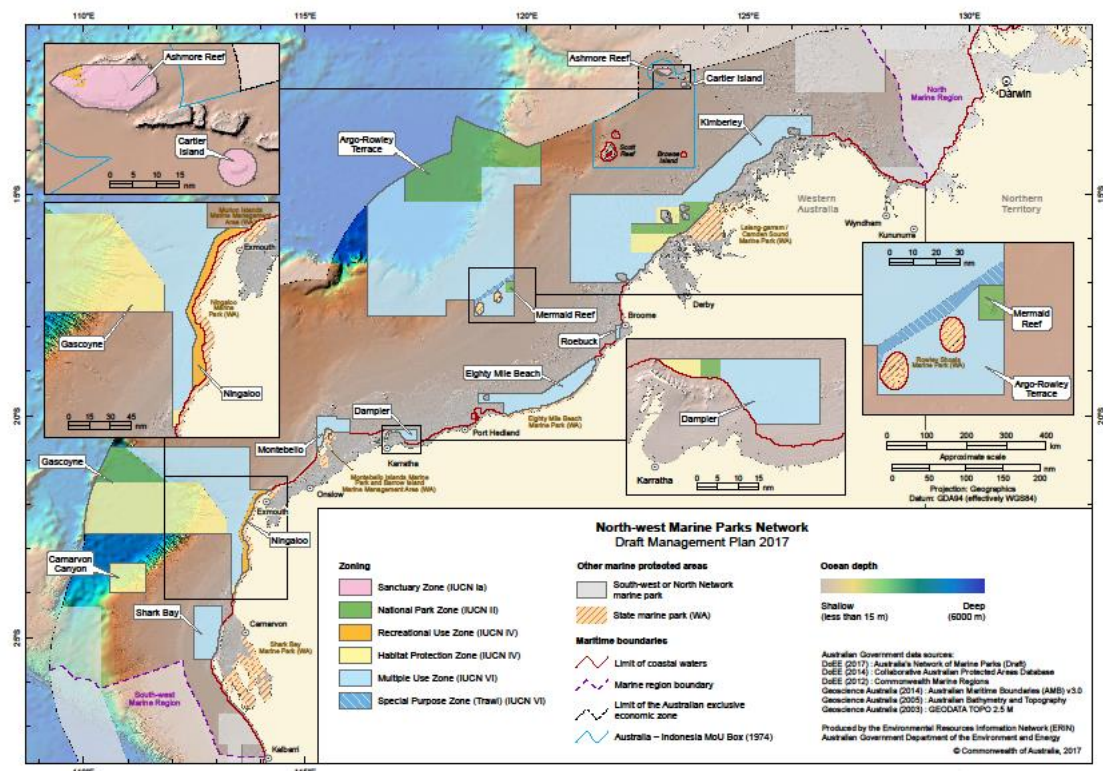 110°E
115°E
120°E
125°E
130°E
Ashmore Reef
Cartier
Island
0 5 10 15
nm
Ashmore Reef
Cartier Island
Darwin
North
Marine Region
Kimberley
Argo-Rowley
Terrace
Scott
Reef
Browse
Island
15°S
15°S
Western
Australia
Northern
Territory
Wyndham
Kununurra
Lalang-garram /
Camden Sound
Marine Park (WA)
Muiron Islands
Marine Management
Area (WA)
Exmouth
Ningaloo
Marine
Park (WA)
Gascoyne
Ningaloo
0 15 30 45
nm
Mermaid Reef
Derby
Broome
Roebuck
Eighty Mile Beach
Eighty Mile Beach
Marine Park (WA)
Port Hedland
Dampier
Montebello
Karratha
Montebello Islands Marine
Park and Barrow Island
Marine Management Area (WA)
Onslow
Exmouth
Ningaloo
Dampier
Karratha
0 5 10 15
nm
0 10 20 30
nm
Mermaid
Reef
Rowley Shoals
Marine Park (WA)
Argo-Rowley
Terrace
0 100 200 300 400
km
Approximate scale
0 50 100 150 200
nm
Projection: Geographics
Datum: GDA94 (effectively WGS84)
20°S
20°S
Gascoyne
Carnarvon
Canyon
Shark Bay
Carnarvon
Shark Bay
Marine Park (WA)
25°S
South-west
Marine Region
Kalbarri
North-west Marine Parks Network
Draft Management Plan 2017
Zoning
Sanctuary Zone (IUCN Ia)
National Park Zone (IUCN II)
Recreational Use Zone (IUCN IV)
Habitat Protection Zone (IUCN IV)
Multiple Use Zone (IUCN VI)
Special Purpose Zone (Trawl) (IUCN VI)
Other marine protected areas
South-west or North Network
marine park
State marine park (WA)
Maritime boundaries
Limit of coastal waters
Marine region boundary
Limit of the Australian exclusive
economic zone
Australia – Indonesia MoU Box (1974)
Ocean depth
Shallow
(less than 15 m)
Deep
(6000 m)
Australian Government data sources:
DoEE (2017) : Australia's Network of Marine Parks (Draft)
DoEE (2014) : Collaborative Australian Protected Areas Database
DoEE (2012) : Commonwealth Marine Regions
Geoscience Australia (2014) : Australian Maritime Boundaries (AMB) v3.0
Geoscience Australia (2005) : Australian Bathymetry and Topography
Geoscience Australia (2003) : GEODATA TOPO 2.5 M
Produced by the Environmental Resources Information Network (ERIN)
Australian Government Department of the Environment and Energy
© Commonwealth of Australia, 2017